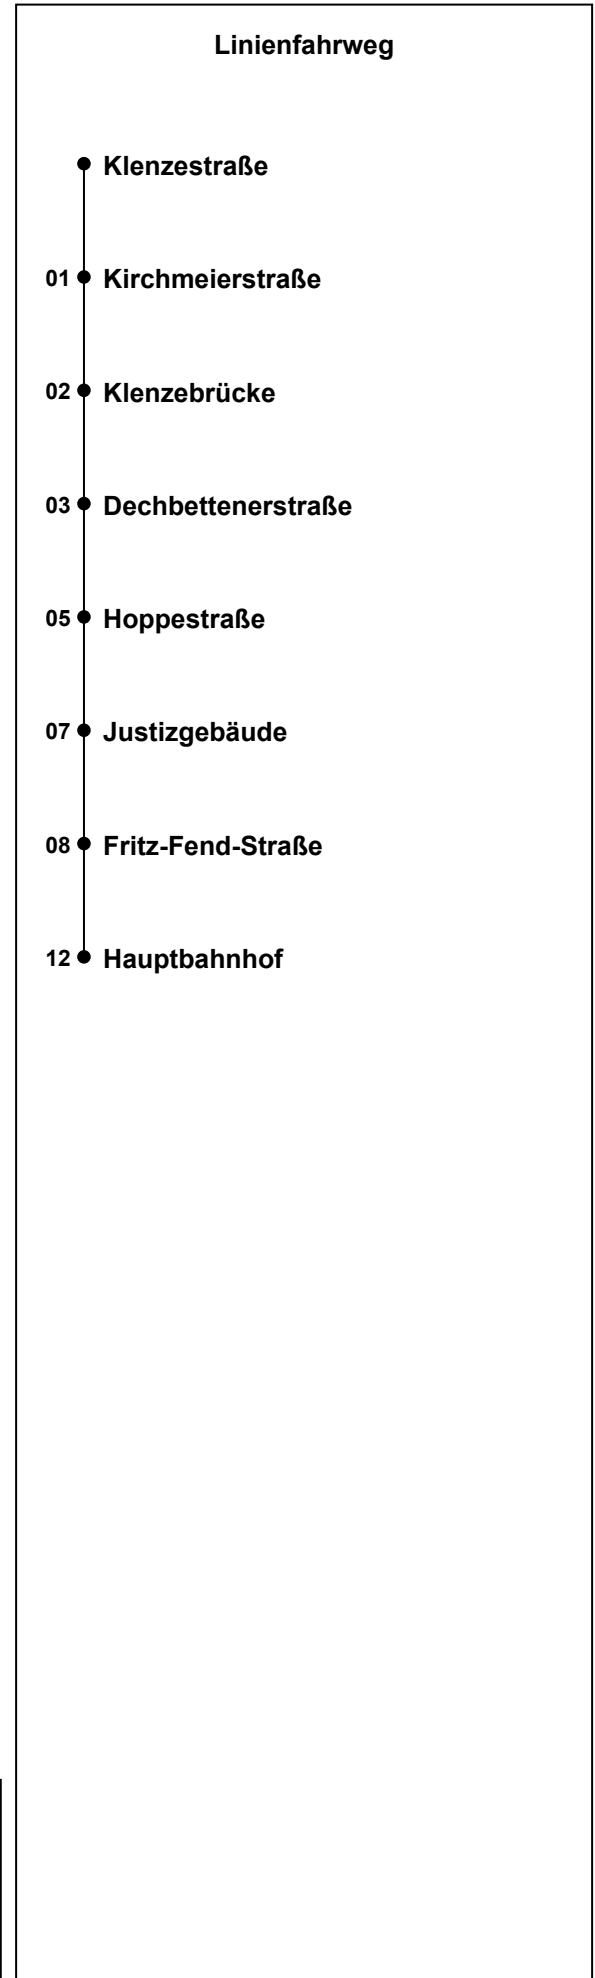 Linienfahrweg
Klenzestraße
01 Kirchmeierstraße
02 Klenzebrücke
03 Dechbettenerstraße
05 Hoppestraße
07 Justizgebäude
08 Fritz-Fend-Straße
12 Hauptbahnhof